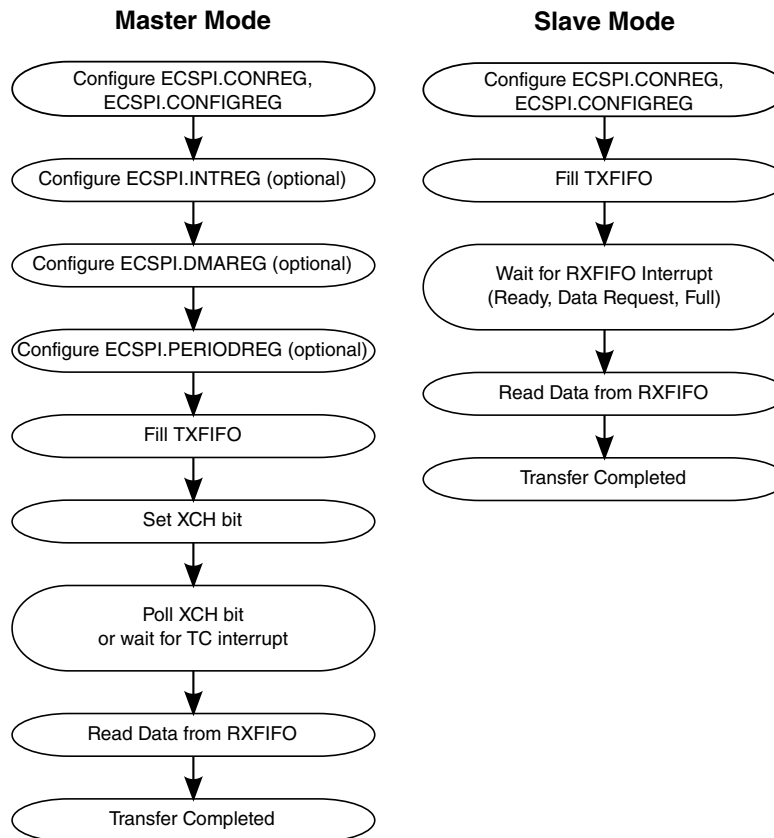 Master Mode
Configure ECSPI.CONREG,
ECSPI.CONFIGREG
Configure ECSPI.INTREG (optional)
Configure ECSPI.DMAREG (optional)
Configure ECSPI.PERIODREG (optional)
Fill TXFIFO
Set XCH bit
Poll XCH bit
or wait for TC interrupt
Read Data from RXFIFO
Transfer Completed
Slave Mode
Configure ECSPI.CONREG,
ECSPI.CONFIGREG
Fill TXFIFO
Wait for RXFIFO Interrupt
(Ready, Data Request, Full)
Read Data from RXFIFO
Transfer Completed